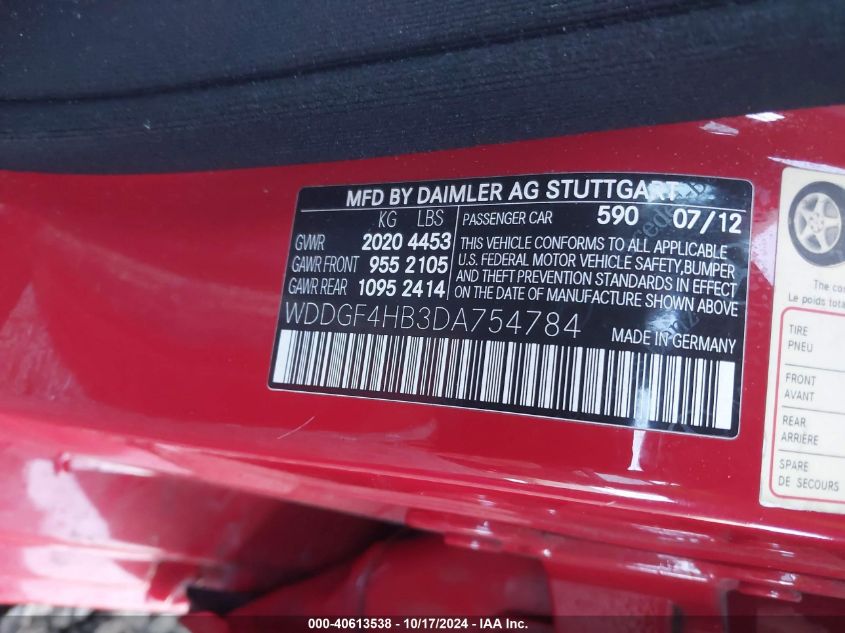 MFD BY DAIMLER AG STUTTGART
KG LBS PASSENGER CAR 590 07/12
GVWR 2020 4453
GAWR FRONT 955 2105
GAWR REAR 1095 2414
THIS VEHICLE CONFORMS TO ALL APPLICABLE
U.S. FEDERAL MOTOR VEHICLE SAFETY,BUMPER
AND THEFT PREVENTION STANDARDS IN EFFECT
ON THE DATE OF MANUFACTURE SHOWN ABOVE
WDDGF4HB3DA754784 MADE IN GERMANY
The
Le poids
TIRE
PNEU
FRONT
AVANT
REAR
ARRIÈRE
SPARE
DE SECOURS
000-40613538 - 10/17/2024 - IAA Inc.